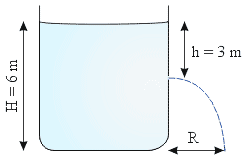 H = 6 m
h = 3 m
R